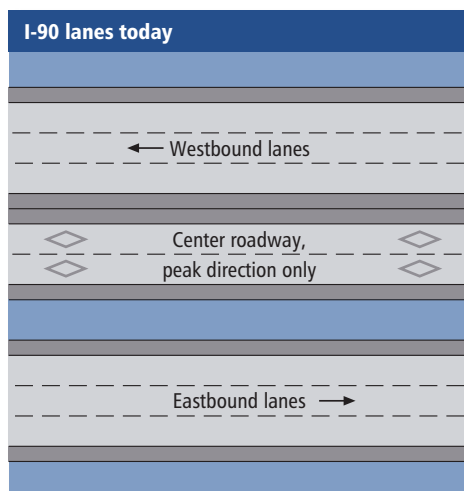 I-90 lanes today
Westbound lanes
Center roadway,
peak direction only
Eastbound lanes